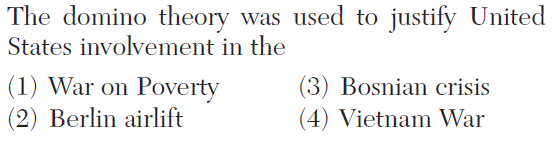 The domino theory was used to justify United
States involvement in the
(1) War on Poverty (3) Bosnian crisis
(2) Berlin airlift (4) Vietnam War